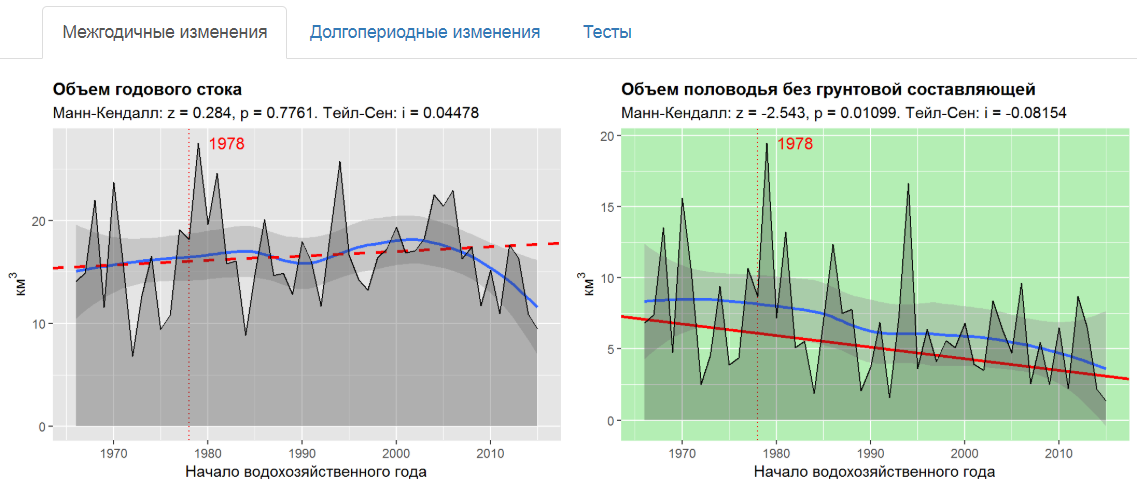 Межгодичные изменения
Долгопериодные изменения
Тесты
Объем годового стока
Манн-Кендалл: z = 0.284, p = 0.7761. Тейл-Сен: i = 0.04478
1978
20
10
0
км³
1970
1980
1990
2000
2010
Начало водохозяйственного года
Объем половодья без грунтовой составляющей
Манн-Кендалл: z = -2.543, p = 0.01099. Тейл-Сен: i = -0.08154
1978
20
15
10
5
0
км³
1970
1980
1990
2000
2010
Начало водохозяйственного года